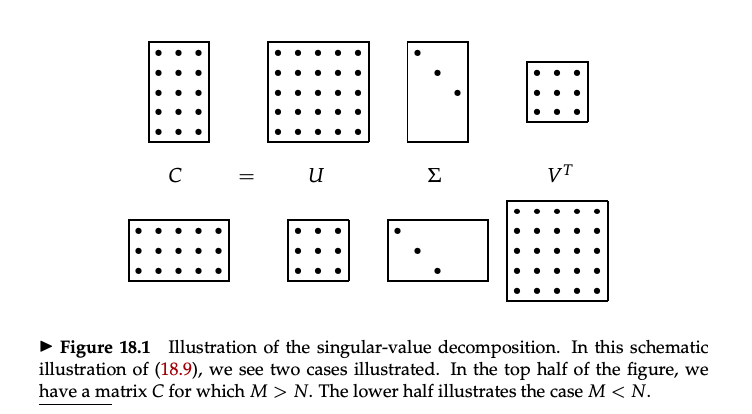 C = U Σ Vᵀ
► Figure 18.1 Illustration of the singular-value decomposition. In this schematic
illustration of (18.9), we see two cases illustrated. In the top half of the figure, we
have a matrix C for which M > N. The lower half illustrates the case M < N.